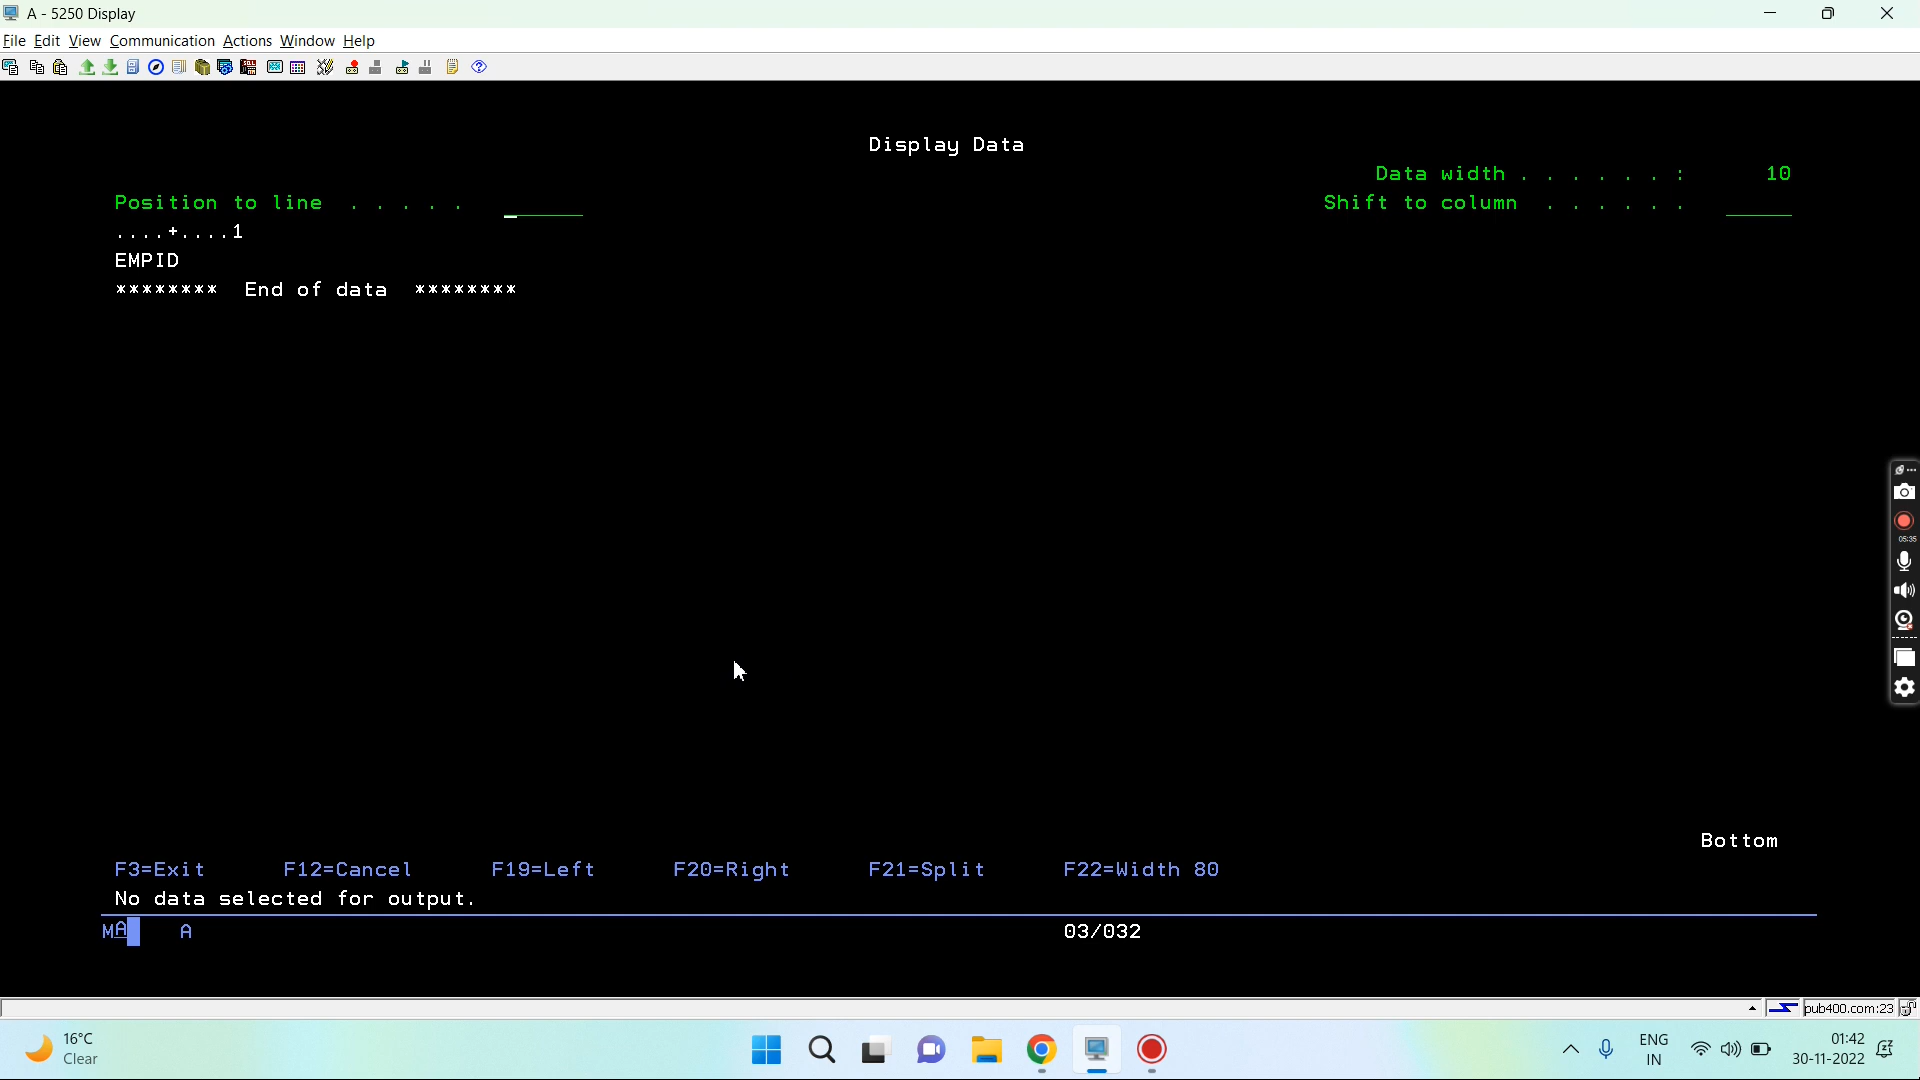 A - 5250 Display
File Edit View Communication Actions Window Help
Display Data
Data width . . . . . . : 10
Position to line . . . . . Shift to column . . . . . .
....+....1
EMPID
******** End of data ********
05:35
Bottom
F3=Exit F12=Cancel F19=Left F20=Right F21=Split F22=Width 80
No data selected for output.
MA A 03/032
pub400.com:23
16°C
Clear
ENG
IN
01:42
30-11-2022